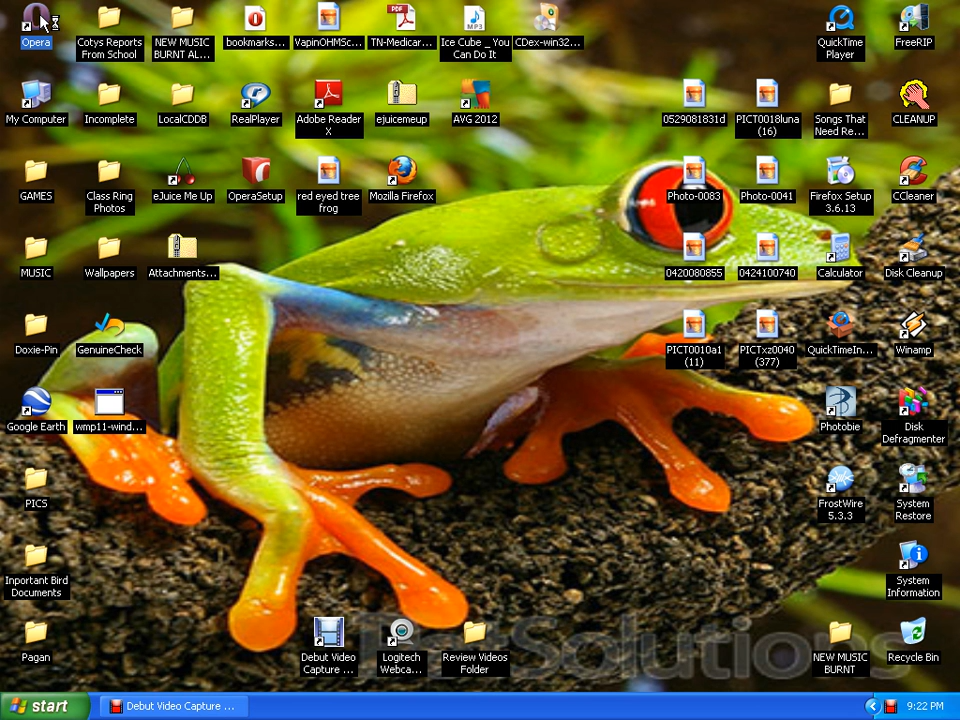 Opera
Cotys Reports
From School
NEW MUSIC
BURNT AL...
bookmarks...
VapinOHMSc...
TN-Medicar...
PDF
MP3
Ice Cube _ You
Can Do It
CDex-win32...
QuickTime
Player
FreeRIP
My Computer
Incomplete
LocalCDDB
RealPlayer
Adobe Reader
X
ejuicemeup
AVG 2012
0529081831d
PICT0018luna
(16)
Songs That
Need Re...
CLEANUP
GAMES
Class Ring
Photos
eJuice Me Up
OperaSetup
red eyed tree
frog
Mozilla Firefox
Photo-0083
Photo-0041
Firefox Setup
3.6.13
CCleaner
MUSIC
Wallpapers
Attachments...
0420080855
0424100740
Calculator
Disk Cleanup
Doxie-Pin
GenuineCheck
PICT0010a1
(11)
PICTxz0040
(377)
QuickTimeIn...
Winamp
Google Earth
wmp11-wind...
Photobie
Disk
Defragmenter
PICS
FrostWire
5.3.3
System
Restore
Inportant Bird
Documents
System
Information
Pagan
Debut Video
Capture ...
Logitech
Webca...
Review Videos
Folder
NEW MUSIC
BURNT
Recycle Bin
start
Debut Video Capture ...
9:22 PM